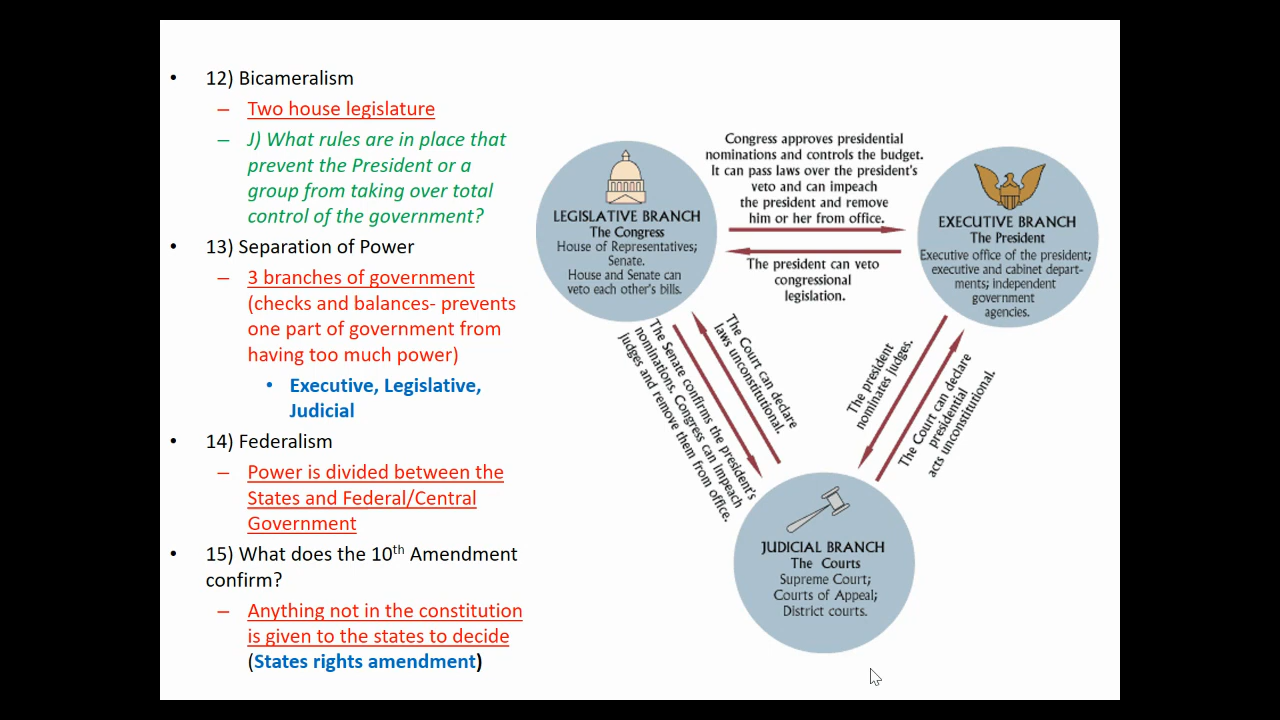 12) Bicameralism
– Two house legislature
– J) What rules are in place that
prevent the President or a
group from taking over total
control of the government?
13) Separation of Power
– 3 branches of government
(checks and balances- prevents
one part of government from
having too much power)
• Executive, Legislative,
Judicial
14) Federalism
– Power is divided between the
States and Federal/Central
Government
15) What does the 10th Amendment
confirm?
– Anything not in the constitution
is given to the states to decide
(States rights amendment)
LEGISLATIVE BRANCH
The Congress
House of Representatives;
Senate.
House and Senate can
veto each other's bills.
Congress approves presidential
nominations and controls the budget.
It can pass laws over the president's
veto and can impeach
the president and remove
him or her from office.
The president can veto
congressional
legislation.
EXECUTIVE BRANCH
The President
Executive office of the president;
executive and cabinet depart-
ments; independent
government
agencies.
The Senate confirms the president's
nominations. Congress can impeach
judges and remove them from office.
The Court can declare
laws unconstitutional.
The president
nominates judges.
The Court can declare
presidential
acts unconstitutional.
JUDICIAL BRANCH
The Courts
Supreme Court;
Courts of Appeal;
District courts.